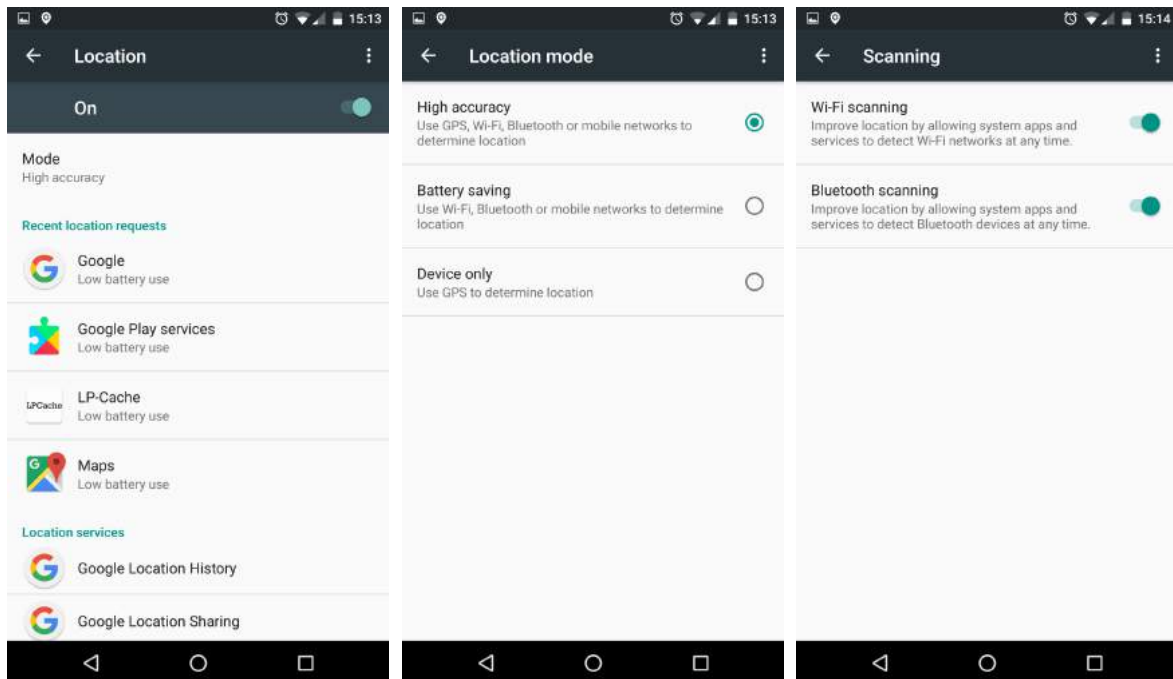 15:13
Location
On
Mode
High accuracy
Recent location requests
Google
Low battery use
Google Play services
Low battery use
LPCache
LP-Cache
Low battery use
G
Maps
Low battery use
Location services
Google Location History
Google Location Sharing
15:13
Location mode
High accuracy
Use GPS, Wi-Fi, Bluetooth or mobile networks to
determine location
Battery saving
Use Wi-Fi, Bluetooth or mobile networks to determine
location
Device only
Use GPS to determine location
15:14
Scanning
Wi-Fi scanning
Improve location by allowing system apps and
services to detect Wi-Fi networks at any time.
Bluetooth scanning
Improve location by allowing system apps and
services to detect Bluetooth devices at any time.